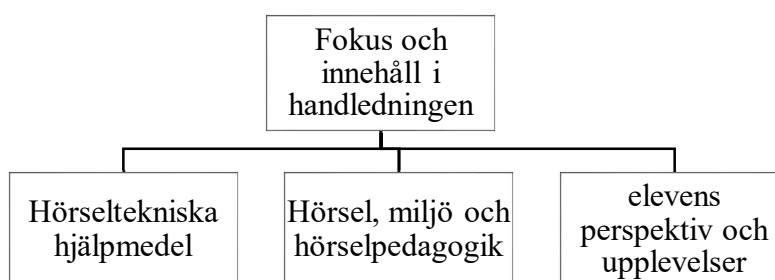 Fokus och
innehåll i
handledningen
Hörseltekniska
hjälpmedel
Hörsel, miljö och
hörselpedagogik
elevens
perspektiv och
upplevelser